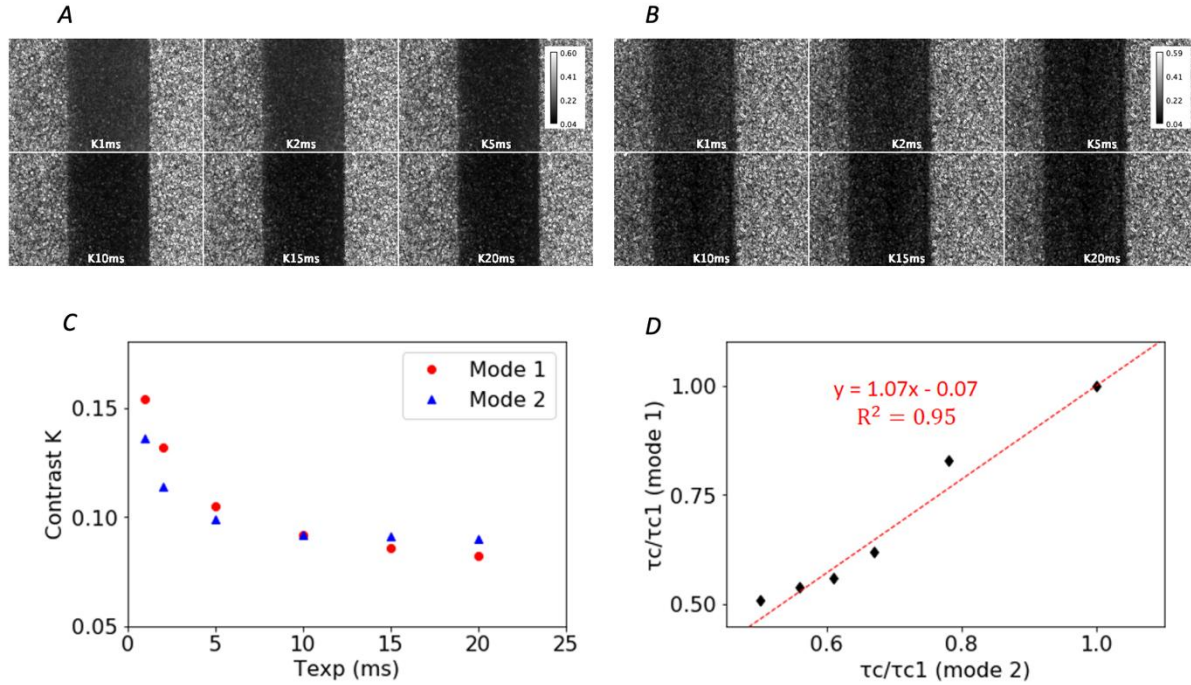 A
B
0.60
0.41
0.22
0.04
K1ms
K2ms
K5ms
K10ms
K15ms
K20ms
0.59
0.41
0.22
0.04
K1ms
K2ms
K5ms
K10ms
K15ms
K20ms
C
Mode 1
Mode 2
0.15
0.10
0.05
Contrast K
0 5 10 15 20 25
Texp (ms)
D
y = 1.07x - 0.07
R² = 0.95
1.00
0.75
0.50
τc/τc1 (mode 1)
0.6 0.8 1.0
τc/τc1 (mode 2)